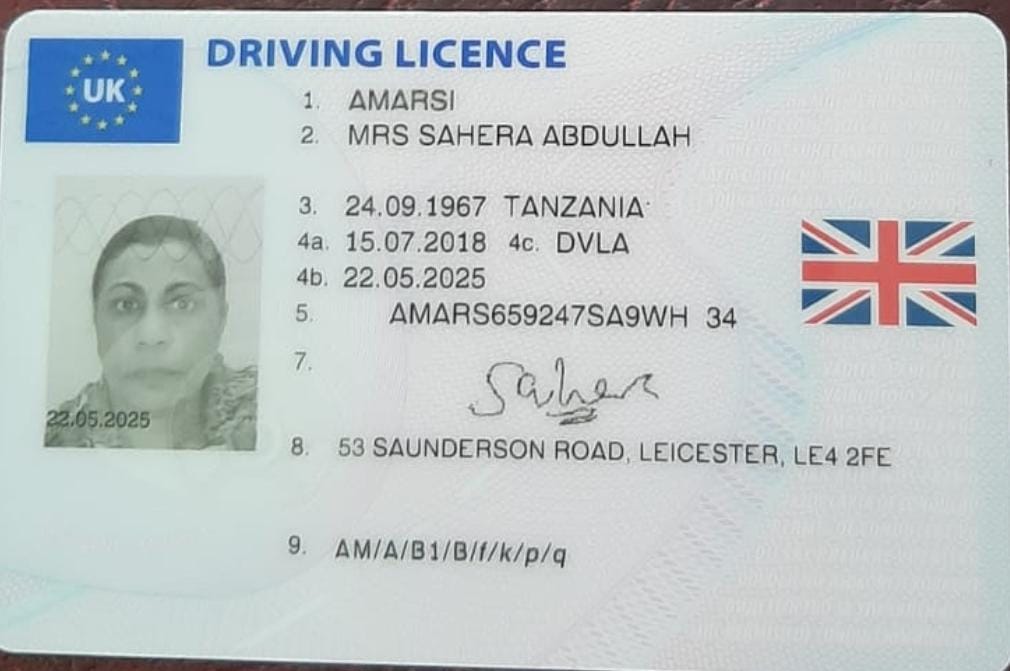 UK
DRIVING LICENCE
1. AMARSI
2. MRS SAHERA ABDULLAH
3. 24.09.1967 TANZANIA
4a. 15.07.2018 4c. DVLA
4b. 22.05.2025
5. AMARS659247SA9WH 34
7. Sahera
22.05.2025
8. 53 SAUNDERSON ROAD, LEICESTER, LE4 2FE
9. AM/A/B1/B/f/k/p/q